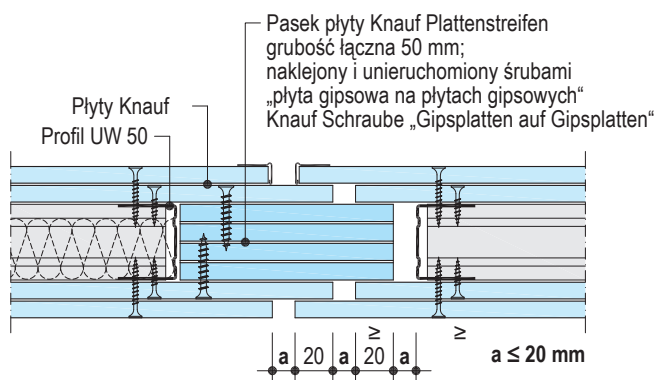 Pasek płyty Knauf Plattenstreifen
grubość łączna 50 mm;
naklejony i unieruchomiony śrubami
„płyta gipsowa na płytach gipsowych“
Knauf Schraube „Gipsplatten auf Gipsplatten“
Płyty Knauf
Profil UW 50
≥ ≥
a 20 a 20 a
a ≤ 20 mm